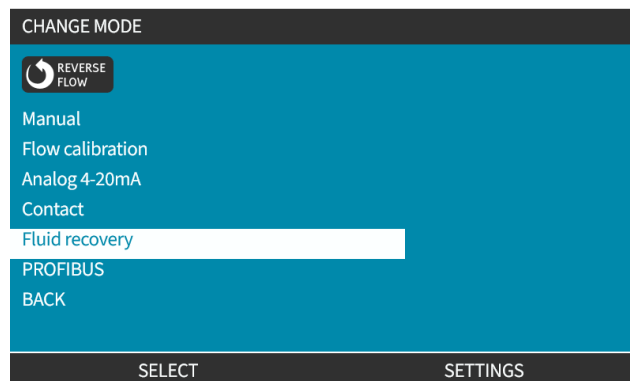 CHANGE MODE
REVERSE
FLOW
Manual
Flow calibration
Analog 4-20mA
Contact
Fluid recovery
PROFIBUS
BACK
SELECT
SETTINGS